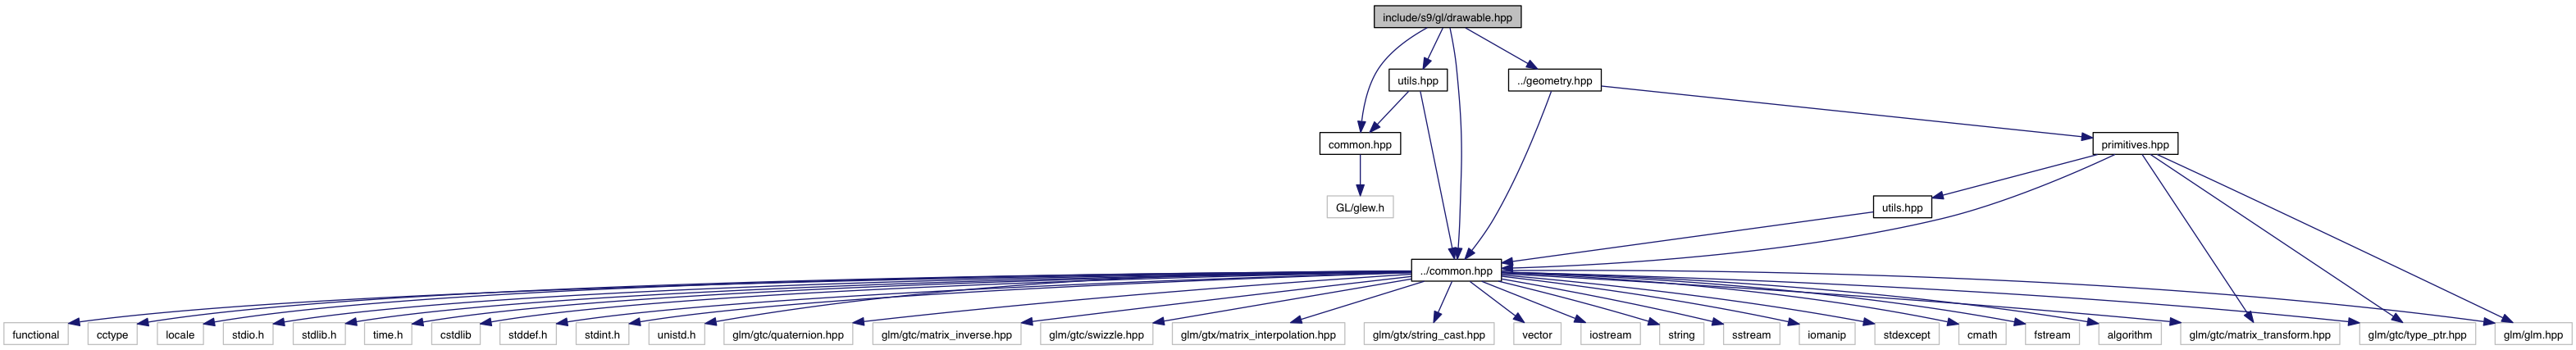 include/s9/gl/drawable.hpp
utils.hpp
../geometry.hpp
common.hpp
primitives.hpp
GL/glew.h
utils.hpp
../common.hpp
functional
cctype
locale
stdio.h
stdlib.h
time.h
cstdlib
stddef.h
stdint.h
unistd.h
glm/gtc/quaternion.hpp
glm/gtc/matrix_inverse.hpp
glm/gtc/swizzle.hpp
glm/gtx/matrix_interpolation.hpp
glm/gtx/string_cast.hpp
vector
iostream
string
sstream
iomanip
stdexcept
cmath
fstream
algorithm
glm/gtc/matrix_transform.hpp
glm/gtc/type_ptr.hpp
glm/glm.hpp